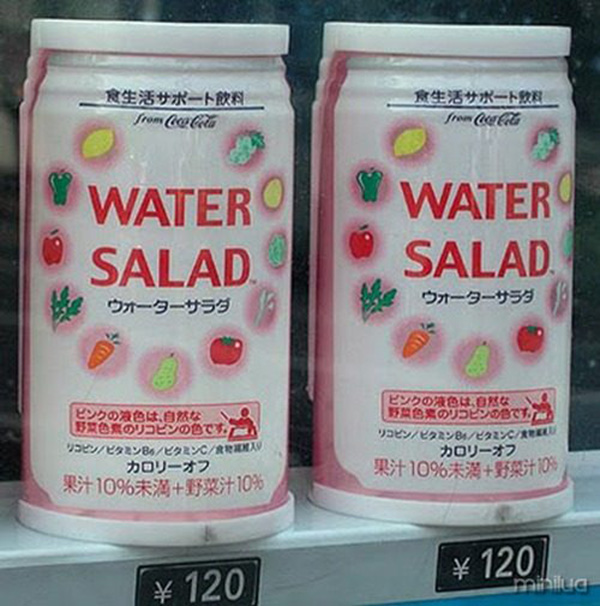 食生活サポート飲料
from Coca-Cola
WATER
SALAD™
ウォーターサラダ
ピンクの液色は、自然な
野菜色素のリコピンの色です。
リコピン/ビタミンB6/ビタミンC/食物繊維入り
カロリーオフ
果汁10%未満+野菜汁10%
¥ 120
食生活サポート飲料
from Coca-Cola
WATER
SALAD
ウォーターサラダ
ピンクの液色は、自然な
野菜色素のリコピンの色です。
リコピン/ビタミンB6/ビタミンC/食物繊維入り
カロリーオフ
果汁10%未満+野菜汁10%
¥ 120
minilua